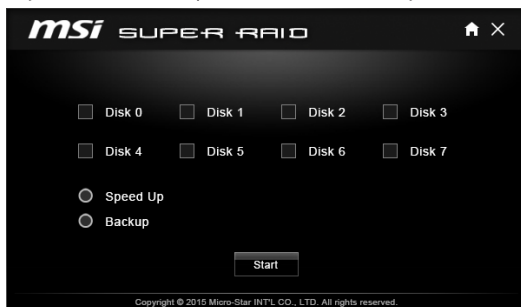 msi SUPER RAID
Disk 0 Disk 1 Disk 2 Disk 3
Disk 4 Disk 5 Disk 6 Disk 7
Speed Up
Backup
Start
Copyright © 2015 Micro-Star INT'L CO., LTD. All rights reserved.